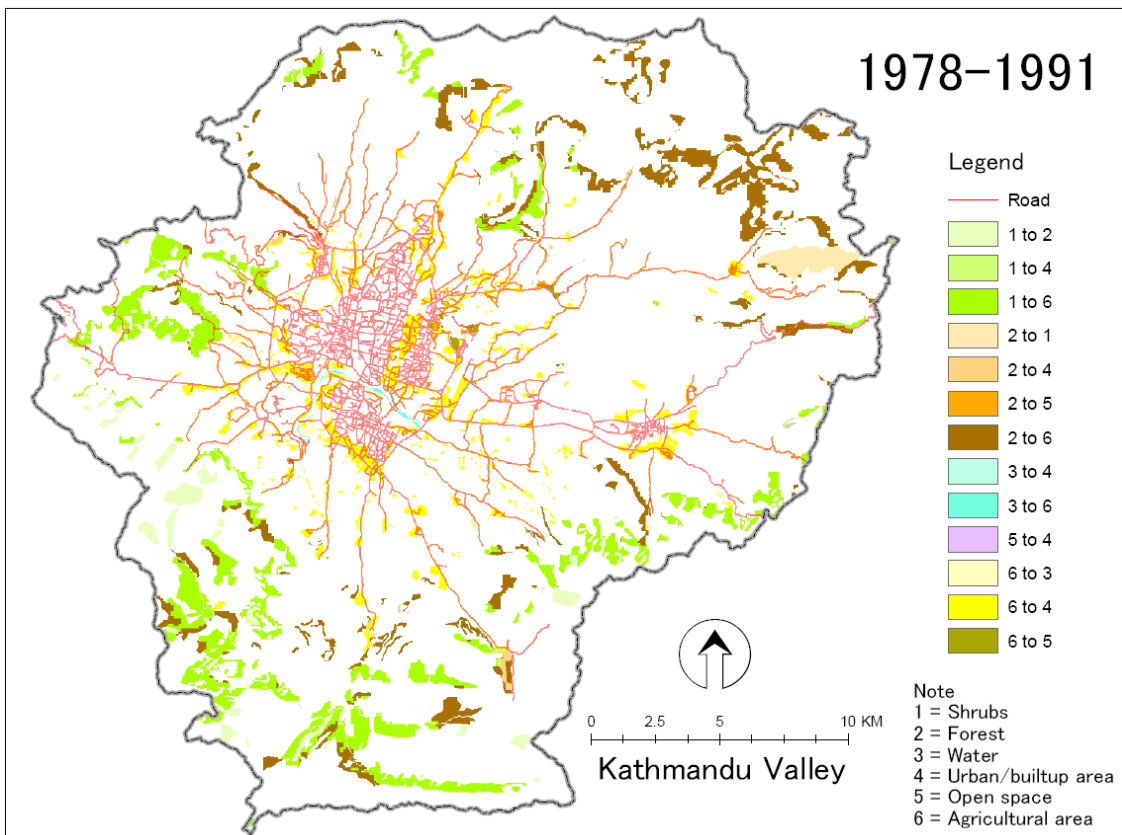 1978-1991
Legend
Road
1 to 2
1 to 4
1 to 6
2 to 1
2 to 4
2 to 5
2 to 6
3 to 4
3 to 6
5 to 4
6 to 3
6 to 4
6 to 5
0 2.5 5 10 KM
Kathmandu Valley
Note
1 = Shrubs
2 = Forest
3 = Water
4 = Urban/builtup area
5 = Open space
6 = Agricultural area